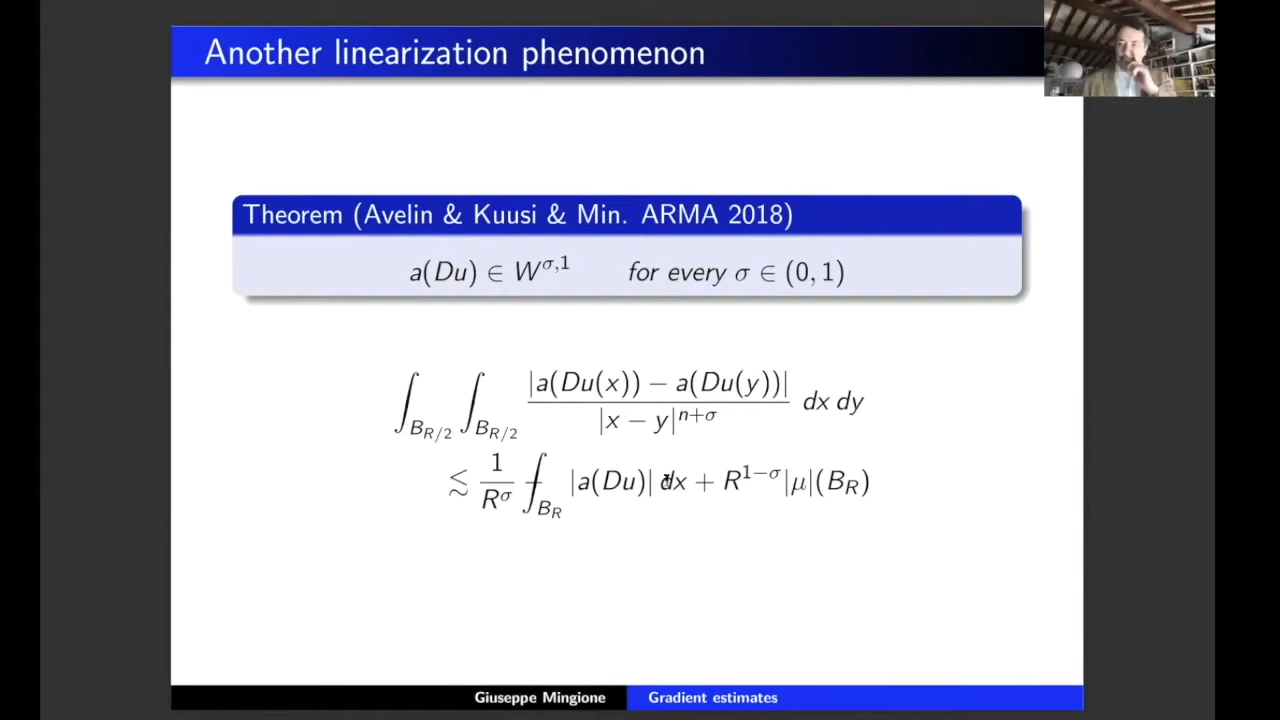 Another linearization phenomenon
Theorem (Avelin & Kuusi & Min. ARMA 2018)
a(Du) ∈ W^{σ,1} for every σ ∈ (0, 1)
∫_{B_{R/2}} ∫_{B_{R/2}} |a(Du(x)) − a(Du(y))| / |x − y|^{n+σ} dx dy
≲ 1/R^σ ⨍_{B_R} |a(Du)| dx + R^{1−σ}|μ|(B_R)
Giuseppe Mingione Gradient estimates